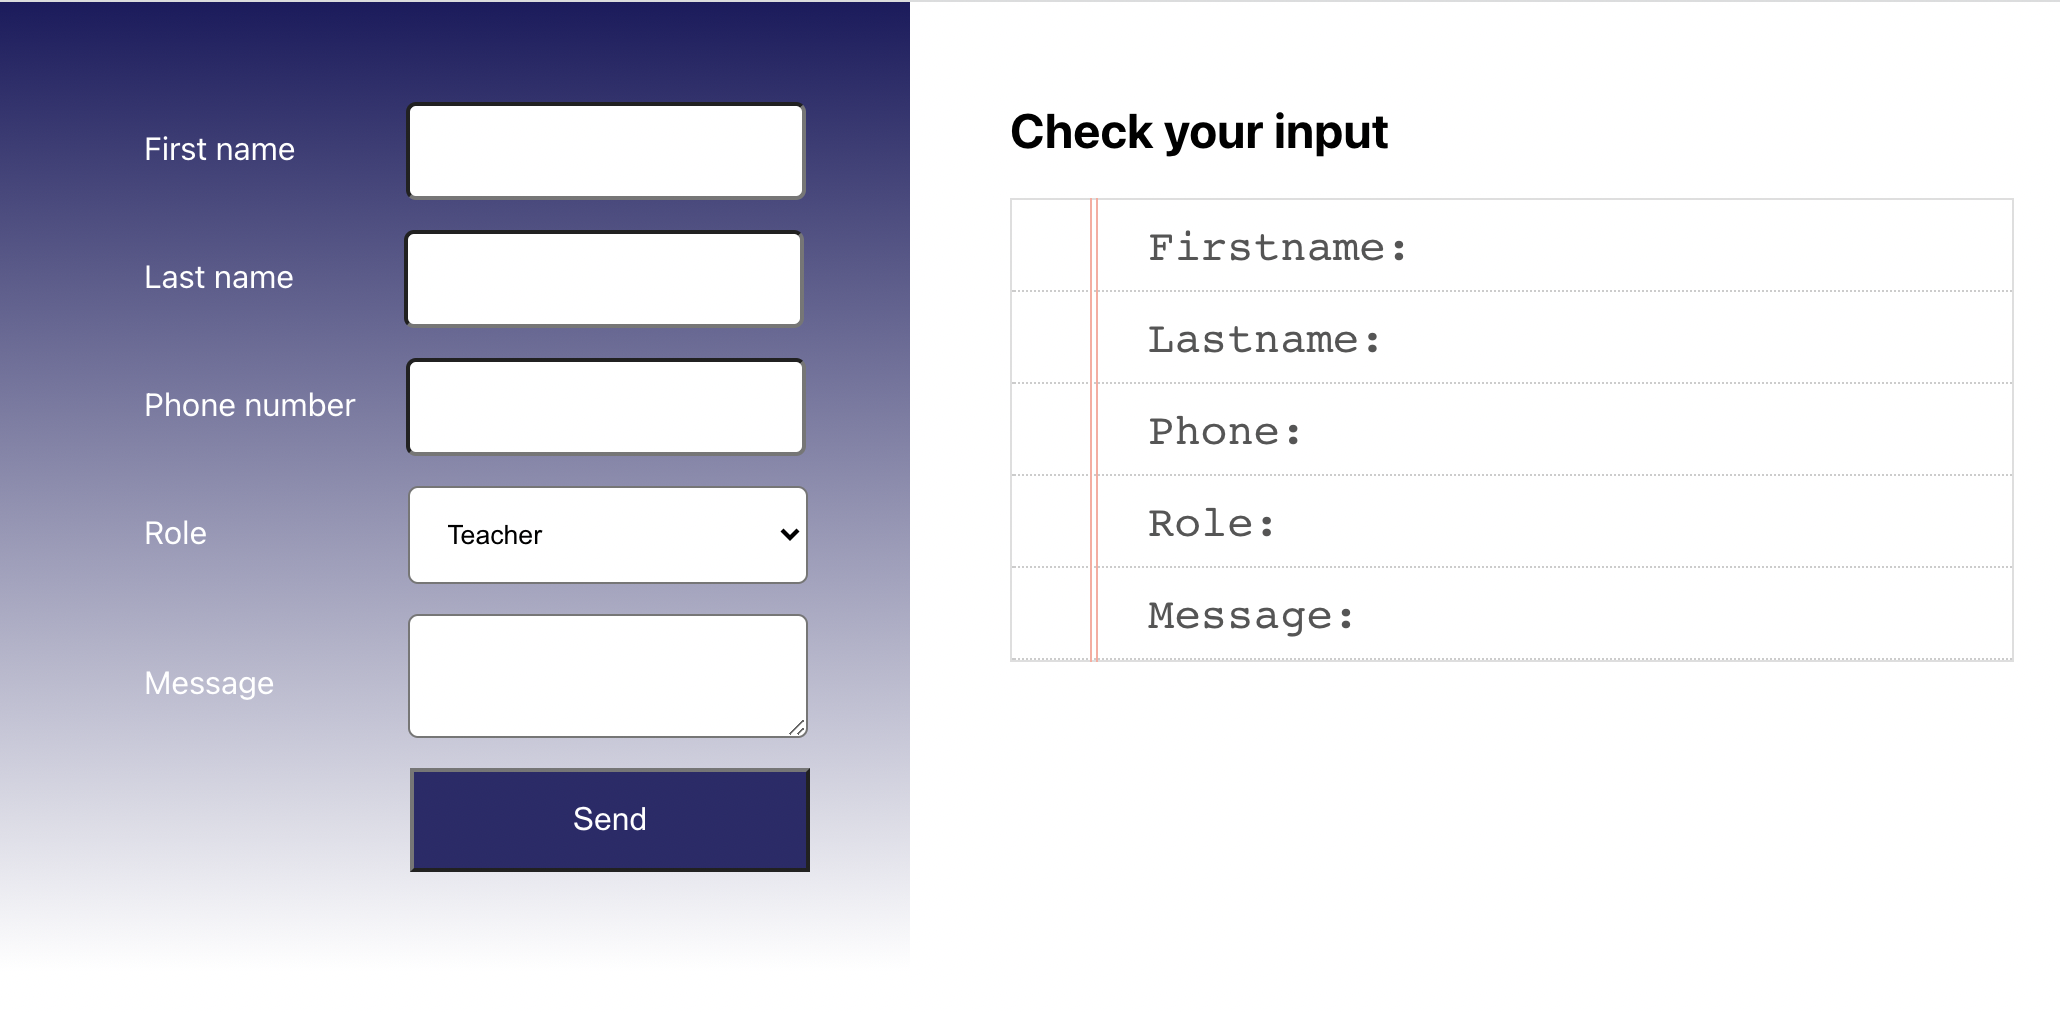 First name
Last name
Phone number
Role
Teacher
Message
Send
Check your input
Firstname:
Lastname:
Phone:
Role:
Message: